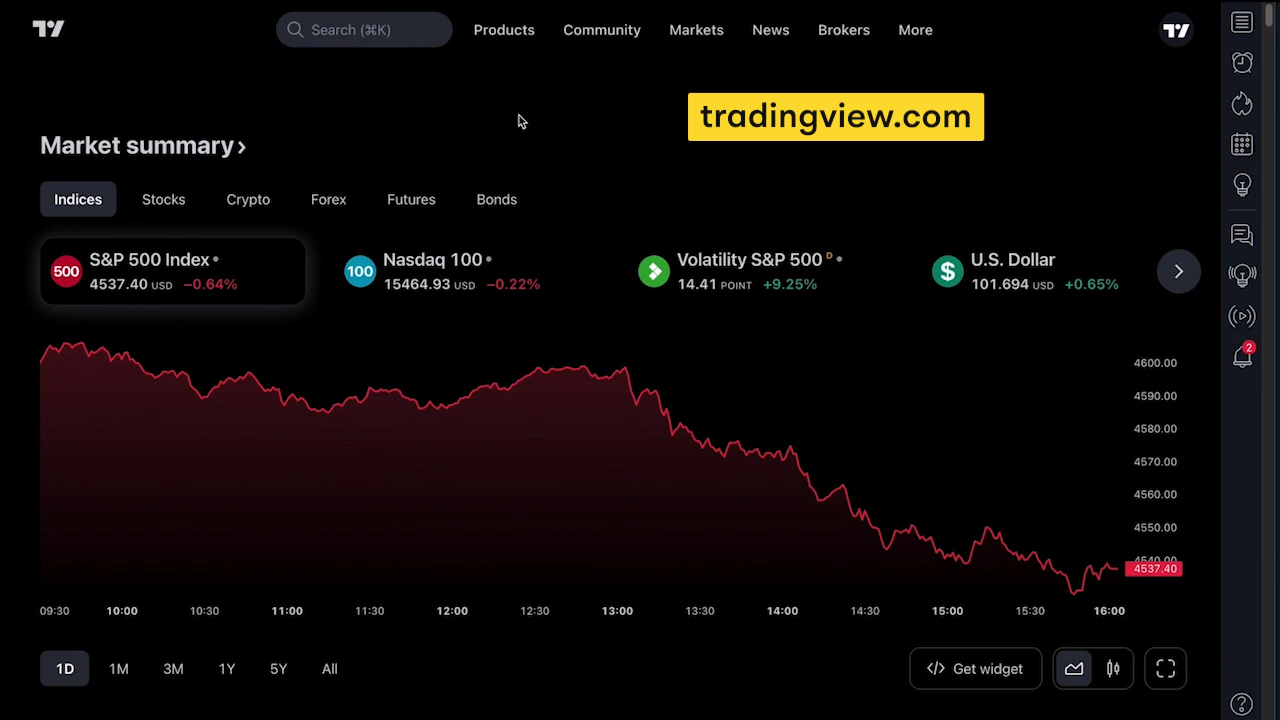 Search (⌘K)
Products
Community
Markets
News
Brokers
More
tradingview.com
Market summary ›
Indices
Stocks
Crypto
Forex
Futures
Bonds
500
S&P 500 Index
4537.40 USD −0.64%
100
Nasdaq 100
15464.93 USD −0.22%
Volatility S&P 500 D
14.41 POINT +9.25%
$
U.S. Dollar
101.694 USD +0.65%
2
4600.00
4590.00
4580.00
4570.00
4560.00
4550.00
4540.00
4537.40
09:30 10:00 10:30 11:00 11:30 12:00 12:30 13:00 13:30 14:00 14:30 15:00 15:30 16:00
1D
1M
3M
1Y
5Y
All
</> Get widget
?